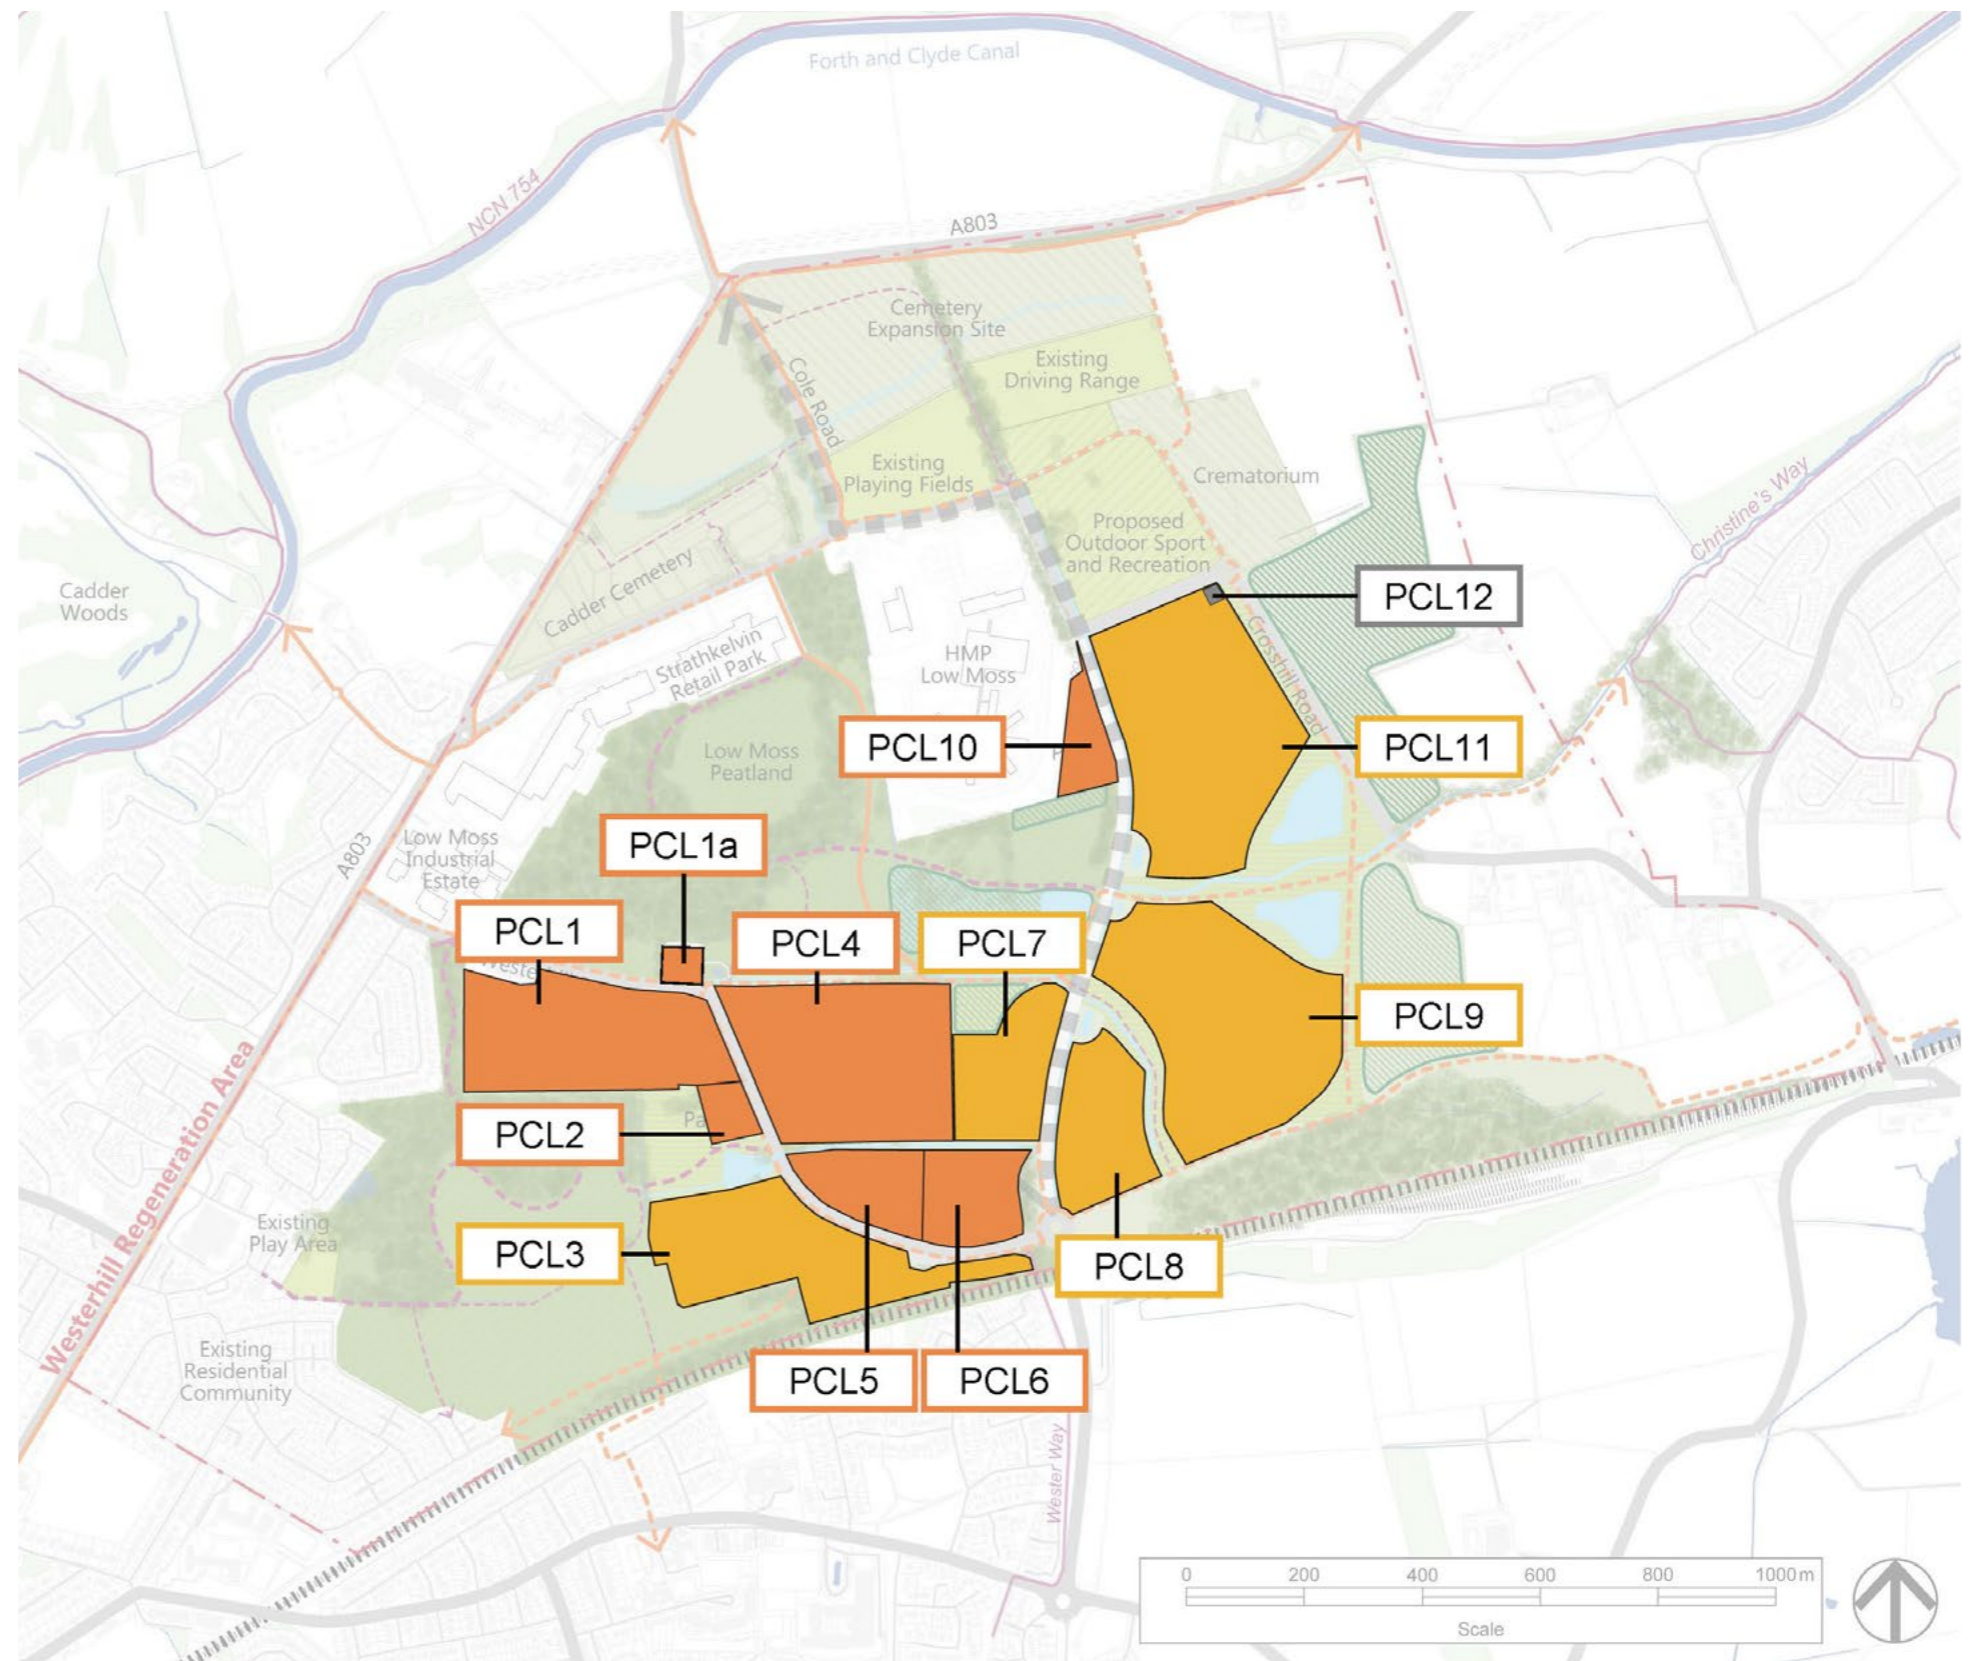 Forth and Clyde Canal
NCN 754
A803
Cemetery
Expansion Site
Existing
Driving Range
Cole Road
Existing
Playing Fields
Crematorium
Proposed
Outdoor Sport
and Recreation
Christine's Way
Cadder
Woods
Cadder Cemetery
PCL12
Strathkelvin
Retail Park
HMP
Low Moss
Crosshill Road
PCL10
PCL11
Low Moss
Peatland
A803
Low Moss
Industrial
Estate
PCL1a
PCL1
PCL4
PCL7
PCL9
PCL2
Westerhill Regeneration Area
Existing
Play Area
PCL3
PCL8
Existing
Residential
Community
PCL5
PCL6
Wester Way
0 200 400 600 800 1000m
Scale